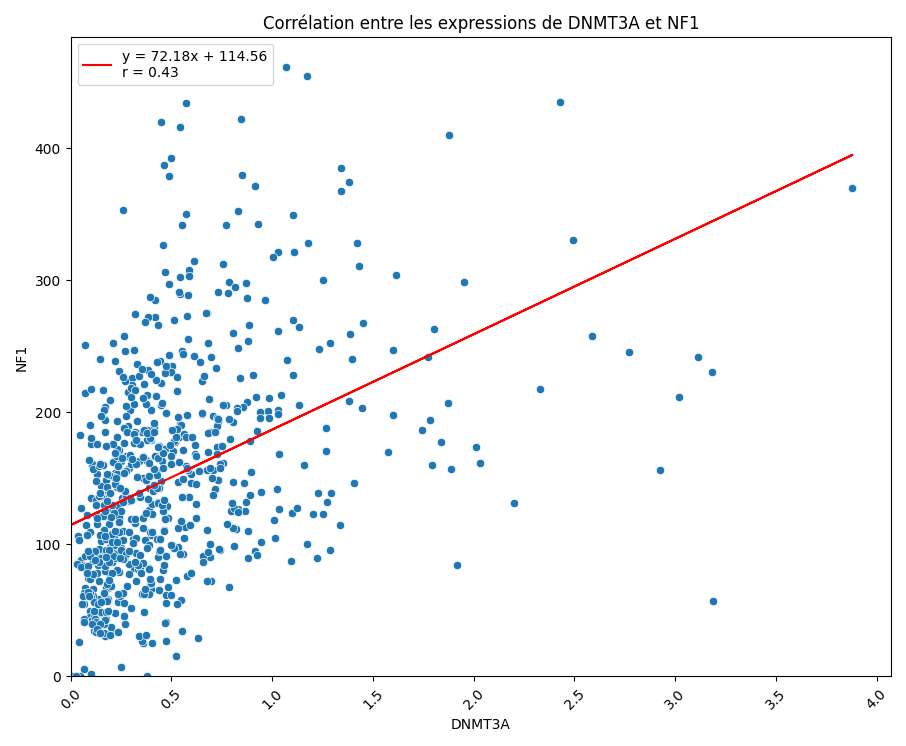 Corrélation entre les expressions de DNMT3A et NF1
y = 72.18x + 114.56
r = 0.43
NF1
400
300
200
100
0
0.0 0.5 1.0 1.5 2.0 2.5 3.0 3.5 4.0
DNMT3A